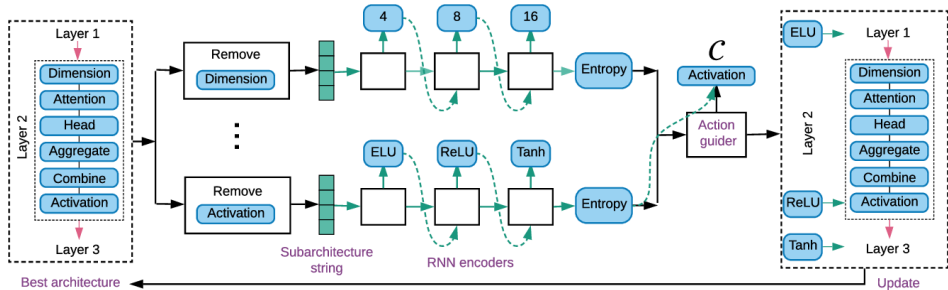 Layer 1
Layer 2
Dimension
Attention
Head
Aggregate
Combine
Activation
Layer 3
Best architecture
Remove
Dimension
Remove
Activation
Subarchitecture
string
4
8
16
ELU
ReLU
Tanh
RNN encoders
Entropy
Entropy
C
Activation
Action
guider
ELU
Layer 1
Layer 2
Dimension
Attention
Head
Aggregate
Combine
ReLU
Activation
Tanh
Layer 3
Update